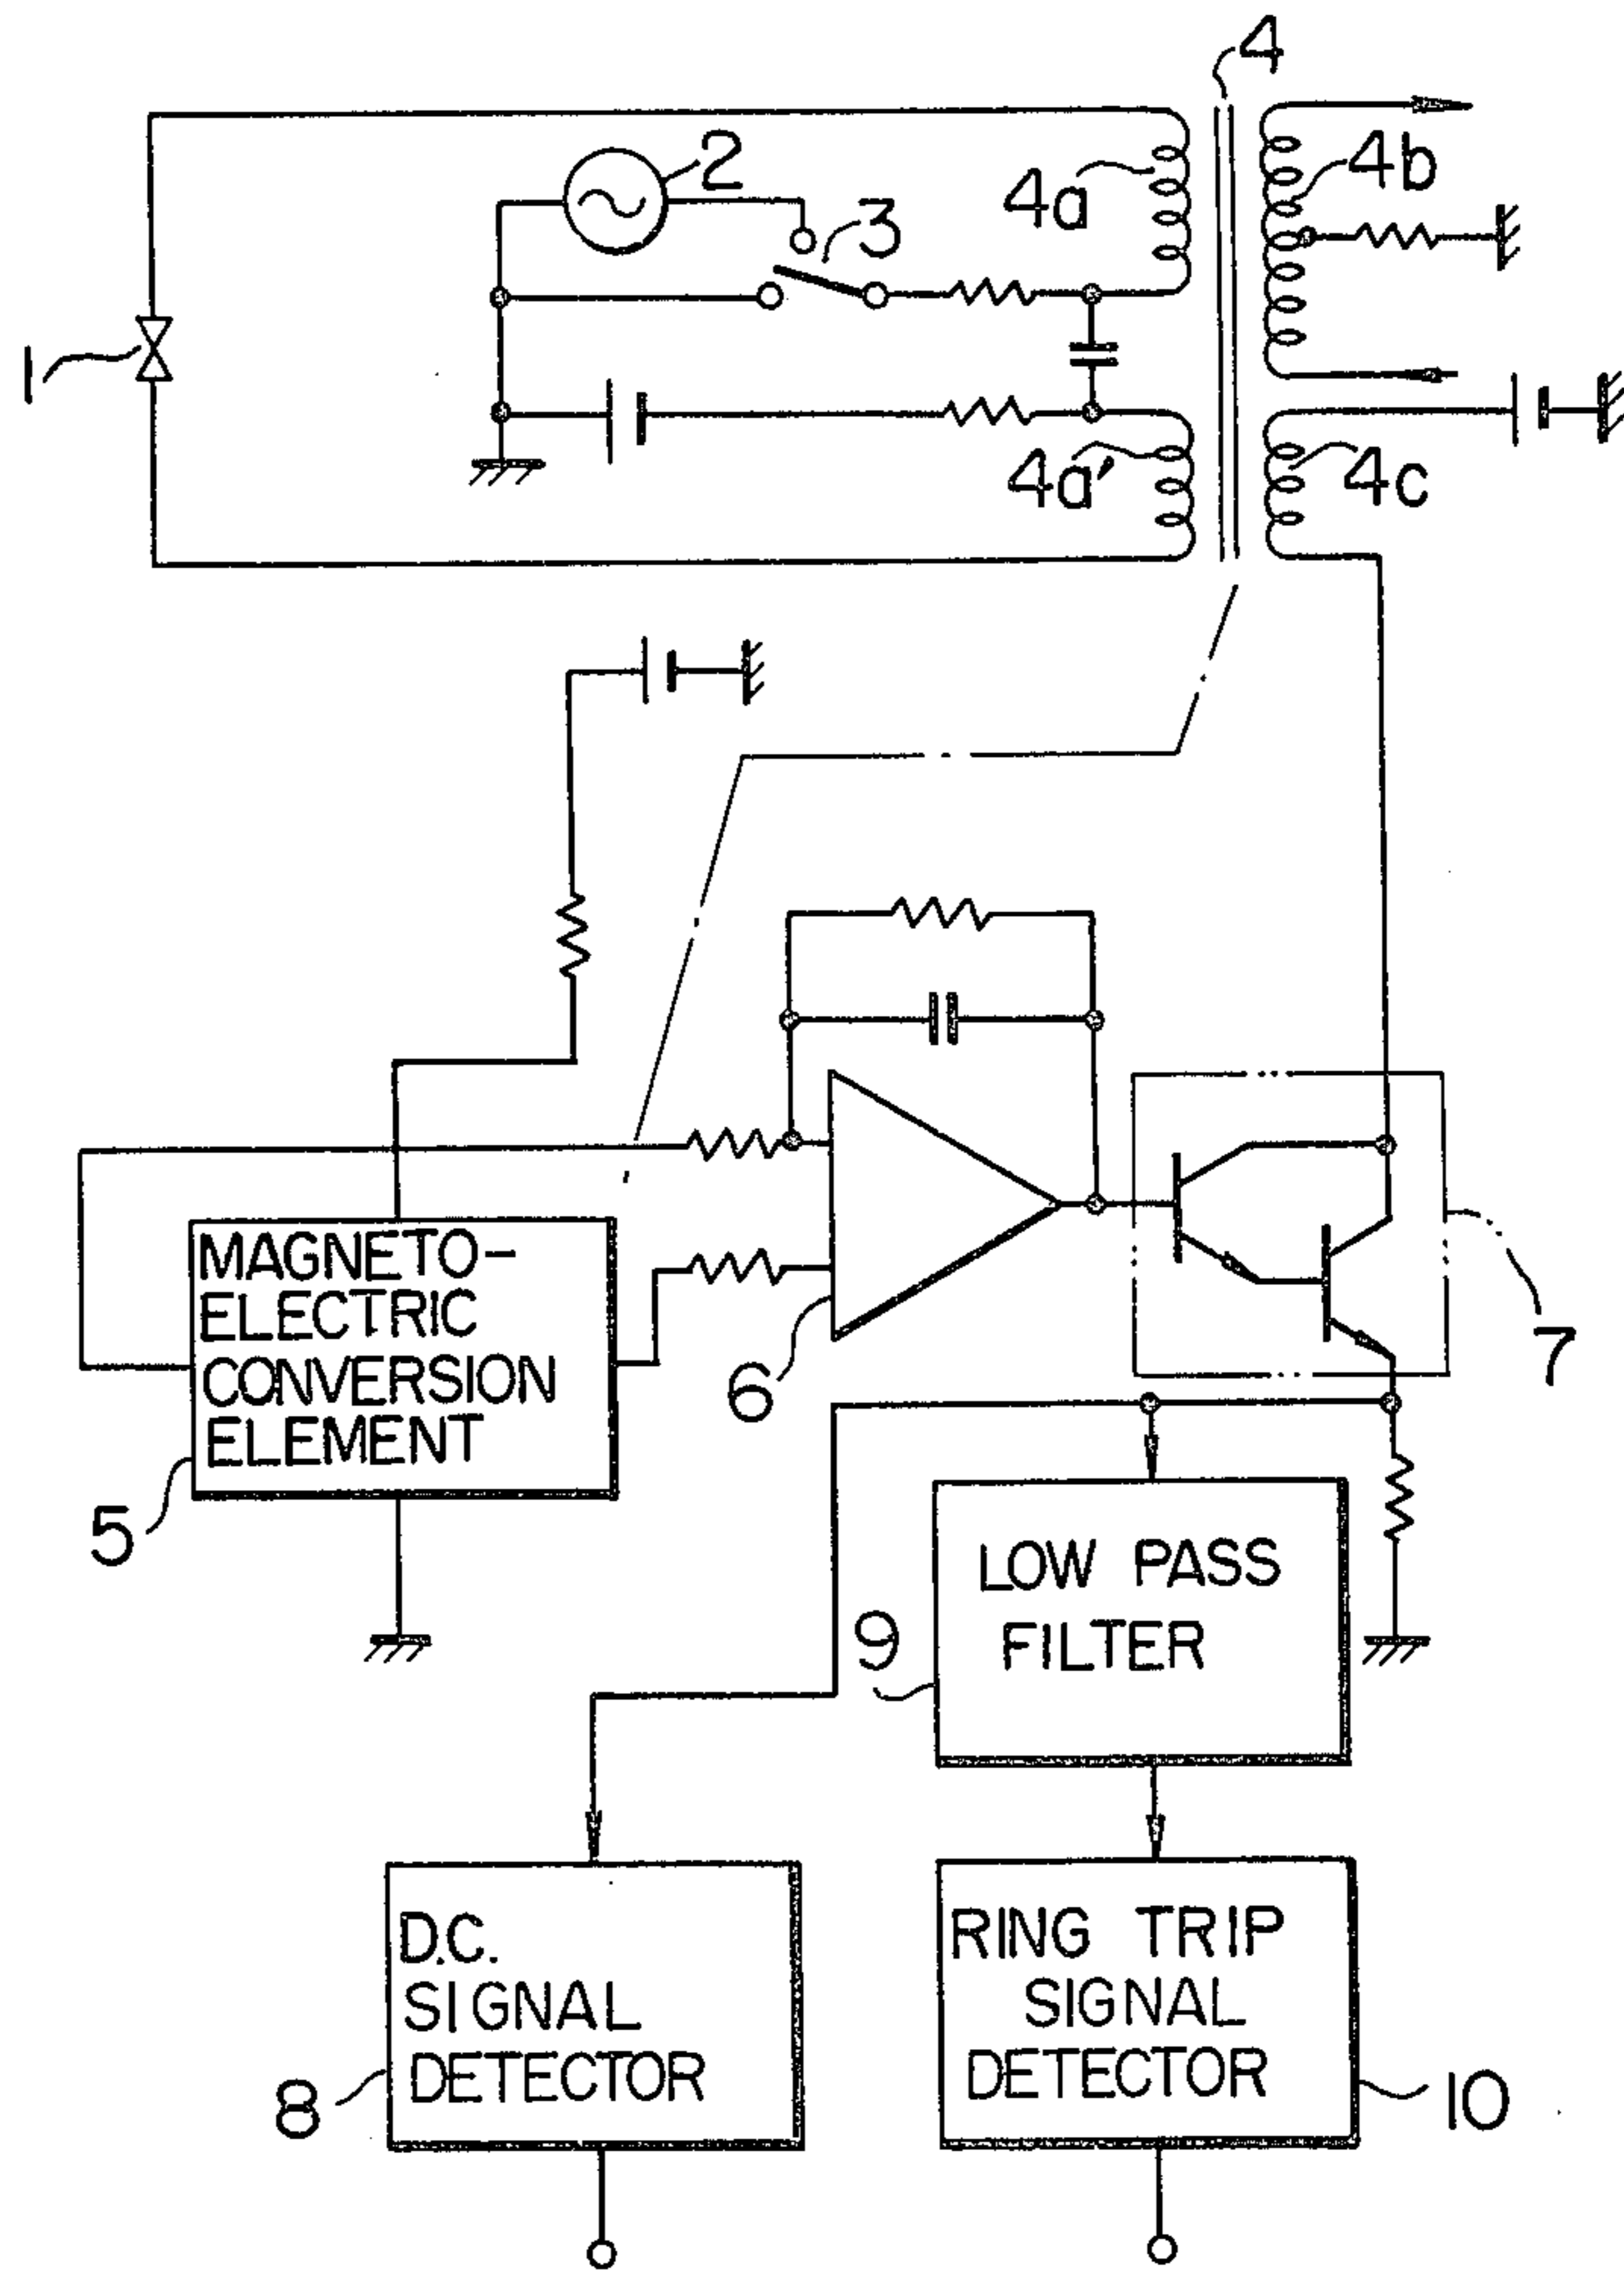 4
2
4a
4b
3
1
4a'
4c
MAGNETO-
ELECTRIC
CONVERSION
ELEMENT
5
6
7
LOW PASS
FILTER
9
D.C.
SIGNAL
DETECTOR
8
RING TRIP
SIGNAL
DETECTOR
10